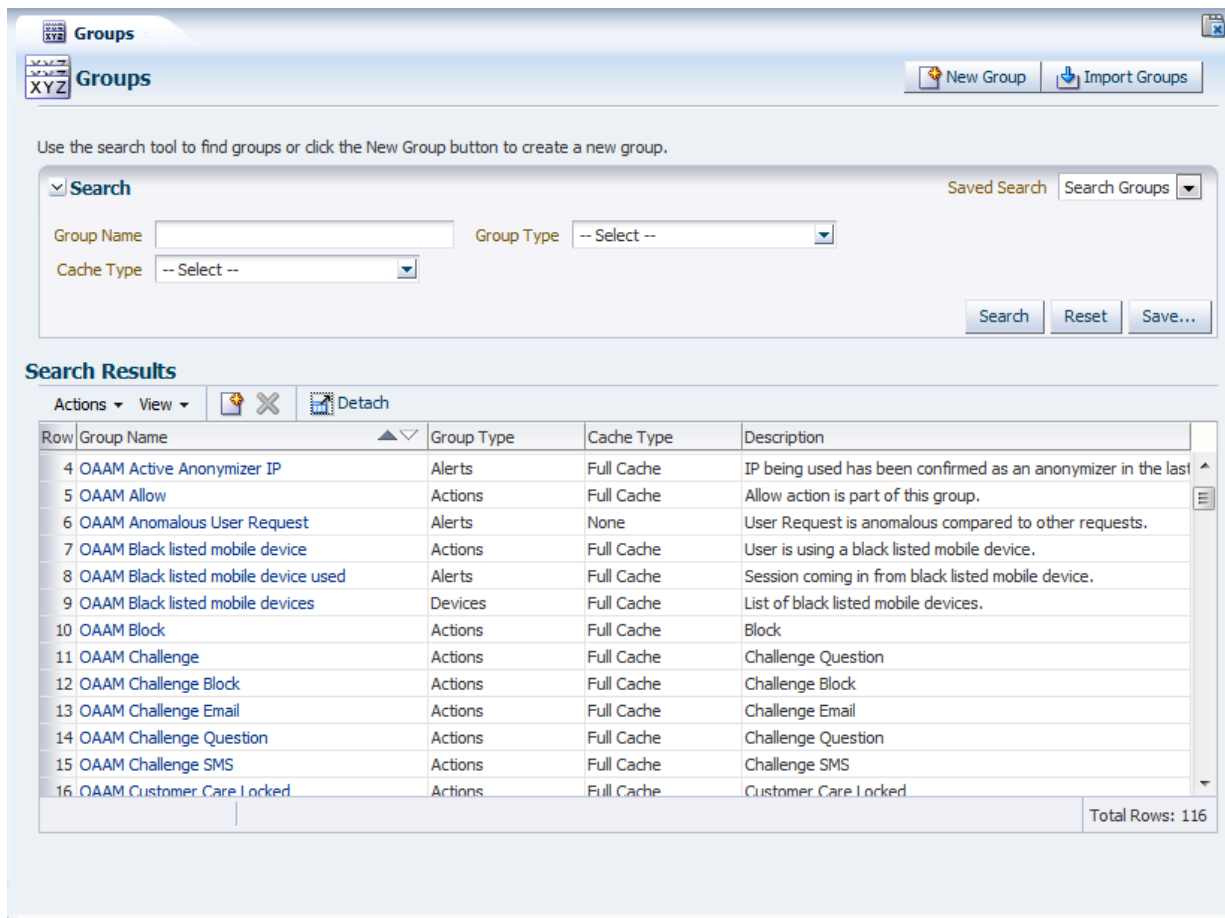 Groups
XYZ Groups
New Group Import Groups
Use the search tool to find groups or click the New Group button to create a new group.
Search Saved Search Search Groups
Group Name Group Type -- Select --
Cache Type -- Select --
Search Reset Save...
Search Results
Actions View Detach
Row Group Name Group Type Cache Type Description
4 OAAM Active Anonymizer IP Alerts Full Cache IP being used has been confirmed as an anonymizer in the last
5 OAAM Allow Actions Full Cache Allow action is part of this group.
6 OAAM Anomalous User Request Alerts None User Request is anomalous compared to other requests.
7 OAAM Black listed mobile device Actions Full Cache User is using a black listed mobile device.
8 OAAM Black listed mobile device used Alerts Full Cache Session coming in from black listed mobile device.
9 OAAM Black listed mobile devices Devices Full Cache List of black listed mobile devices.
10 OAAM Block Actions Full Cache Block
11 OAAM Challenge Actions Full Cache Challenge Question
12 OAAM Challenge Block Actions Full Cache Challenge Block
13 OAAM Challenge Email Actions Full Cache Challenge Email
14 OAAM Challenge Question Actions Full Cache Challenge Question
15 OAAM Challenge SMS Actions Full Cache Challenge SMS
16 OAAM Customer Care Locked Actions Full Cache Customer Care Locked
Total Rows: 116